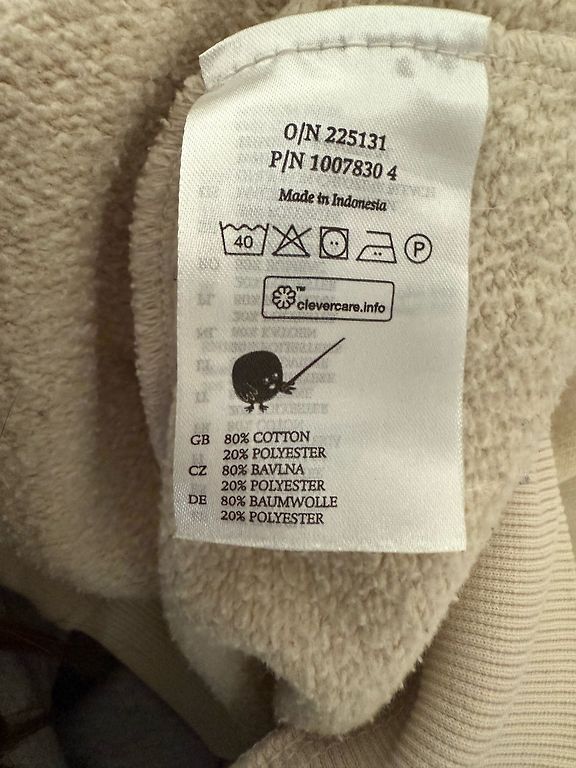 O/N 225131
P/N 1007830 4
Made in Indonesia
40 P
™
clevercare.info
GB 80% COTTON
20% POLYESTER
CZ 80% BAVLNA
20% POLYESTER
DE 80% BAUMWOLLE
20% POLYESTER